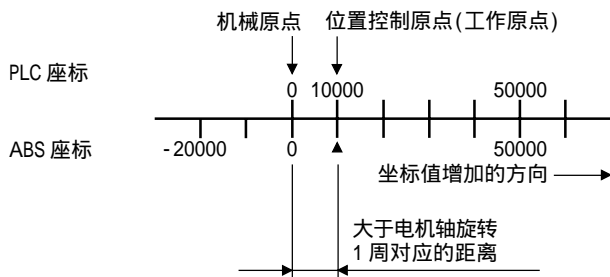 机械原点 位置控制原点(工作原点)
PLC 座标
0 10000 50000
ABS 座标
-20000 0 50000
坐标值增加的方向
大于电机轴旋转
1 周对应的距离